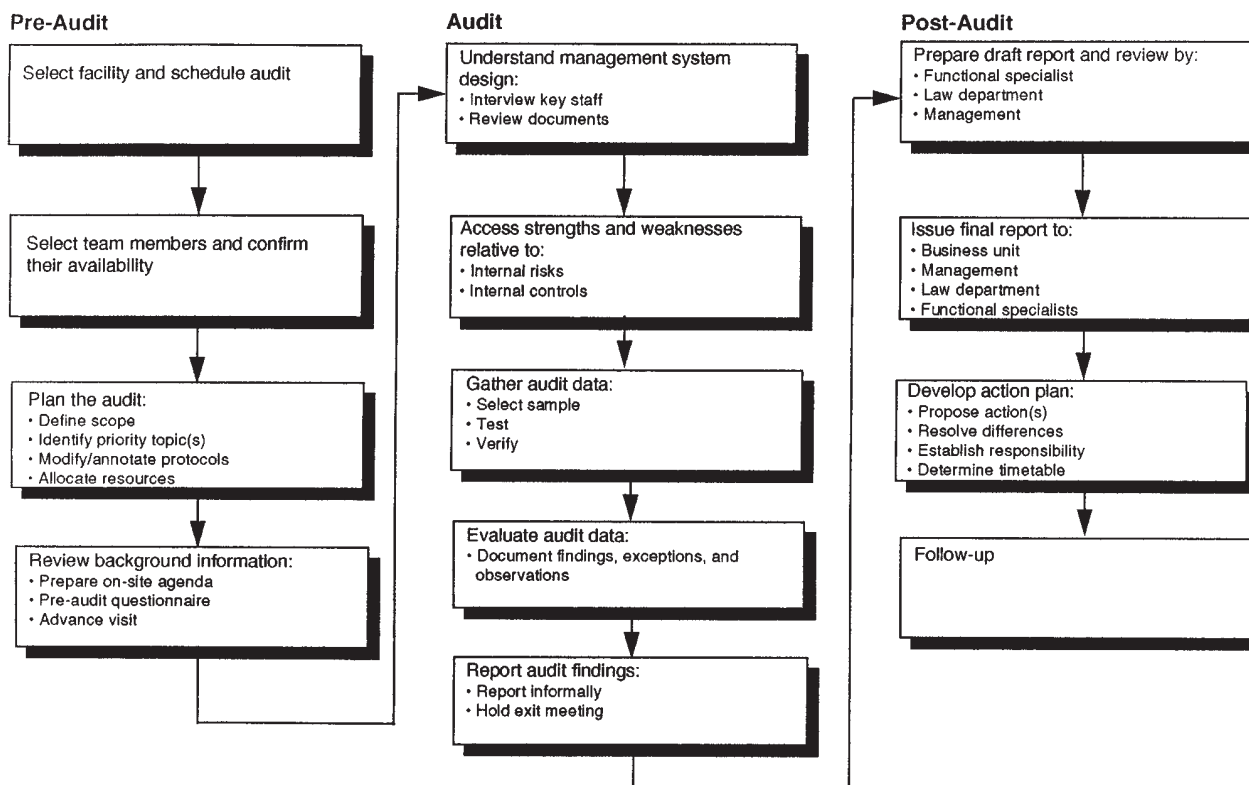 Pre-Audit
Select facility and schedule audit
Select team members and confirm
their availability
Plan the audit:
• Define scope
• Identify priority topic(s)
• Modify/annotate protocols
• Allocate resources
Review background information:
• Prepare on-site agenda
• Pre-audit questionnaire
• Advance visit
Audit
Understand management system
design:
• Interview key staff
• Review documents
Access strengths and weaknesses
relative to:
• Internal risks
• Internal controls
Gather audit data:
• Select sample
• Test
• Verify
Evaluate audit data:
• Document findings, exceptions, and
observations
Report audit findings:
• Report informally
• Hold exit meeting
Post-Audit
Prepare draft report and review by:
• Functional specialist
• Law department
• Management
Issue final report to:
• Business unit
• Management
• Law department
• Functional specialists
Develop action plan:
• Propose action(s)
• Resolve differences
• Establish responsibility
• Determine timetable
Follow-up